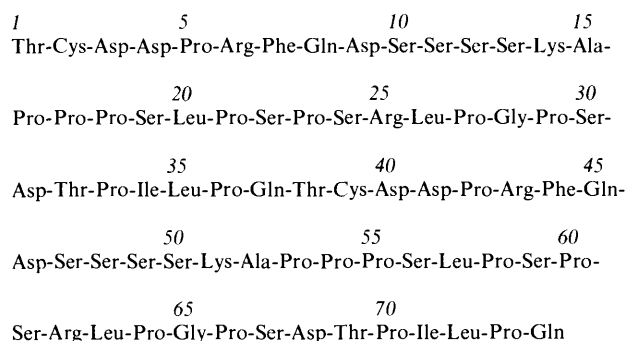 1 5 10 15
Thr-Cys-Asp-Asp-Pro-Arg-Phe-Gln-Asp-Ser-Ser-Scr-Ser-Lys-Ala-
20 25 30
Pro-Pro-Pro-Ser-Leu-Pro-Ser-Pro-Ser-Arg-Leu-Pro-Gly-Pro-Ser-
35 40 45
Asp-Thr-Pro-Ile-Leu-Pro-Gln-Thr-Cys-Asp-Asp-Pro-Arg-Phe-Gln-
50 55 60
Asp-Ser-Ser-Ser-Ser-Lys-Ala-Pro-Pro-Pro-Ser-Leu-Pro-Ser-Pro-
65 70
Ser-Arg-Leu-Pro-Gly-Pro-Ser-Asp-Thr-Pro-Ile-Leu-Pro-Gln